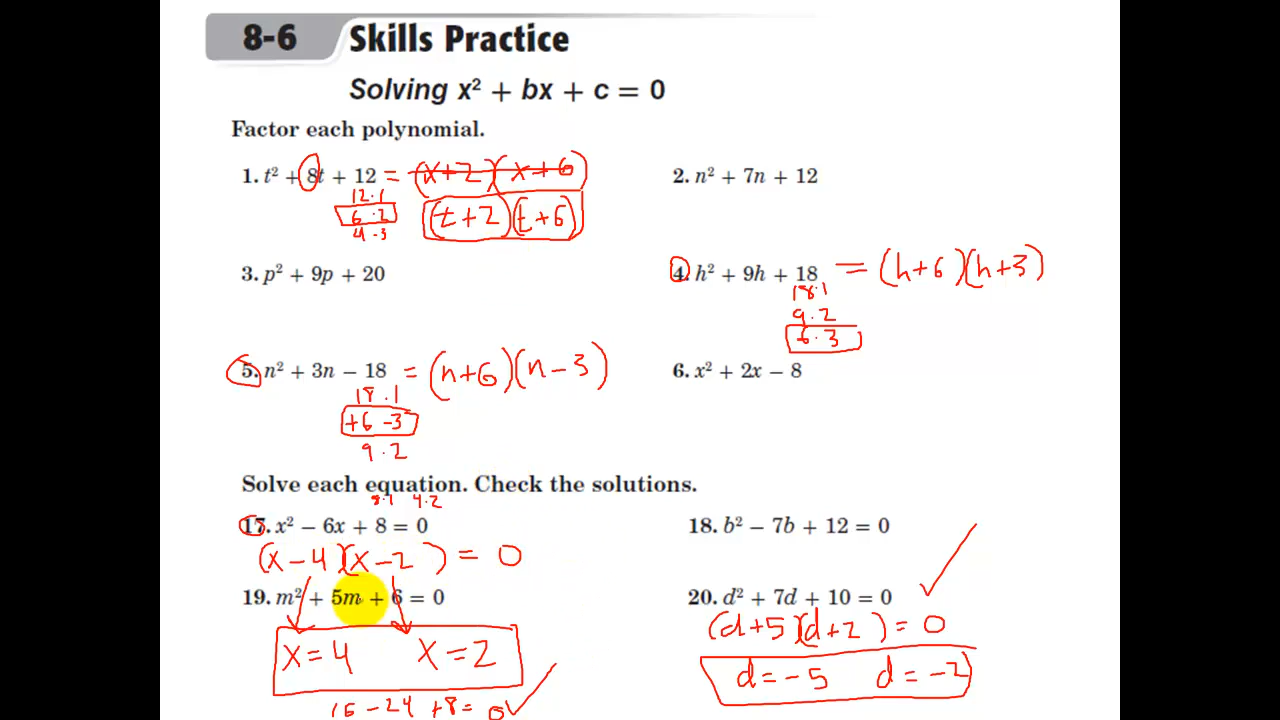 8-6 Skills Practice
Solving x² + bx + c = 0
Factor each polynomial.
1. t² + 8t + 12 = (x+2)(x+6)
12·1
6·2
4·3
(t+2)(t+6)
2. n² + 7n + 12
3. p² + 9p + 20
4. h² + 9h + 18 = (h+6)(h+3)
18·1
9·2
6·3
5. n² + 3n − 18 = (n+6)(n−3)
18·1
+6 −3
9·2
6. x² + 2x − 8
Solve each equation. Check the solutions.
8·1 4·2
17. x² − 6x + 8 = 0
(x−4)(x−2) = 0
18. b² − 7b + 12 = 0
19. m² + 5m + 6 = 0
x=4 x=2
16 −24 +8 = 0
20. d² + 7d + 10 = 0
(d+5)(d+2) = 0
d=−5 d=−2